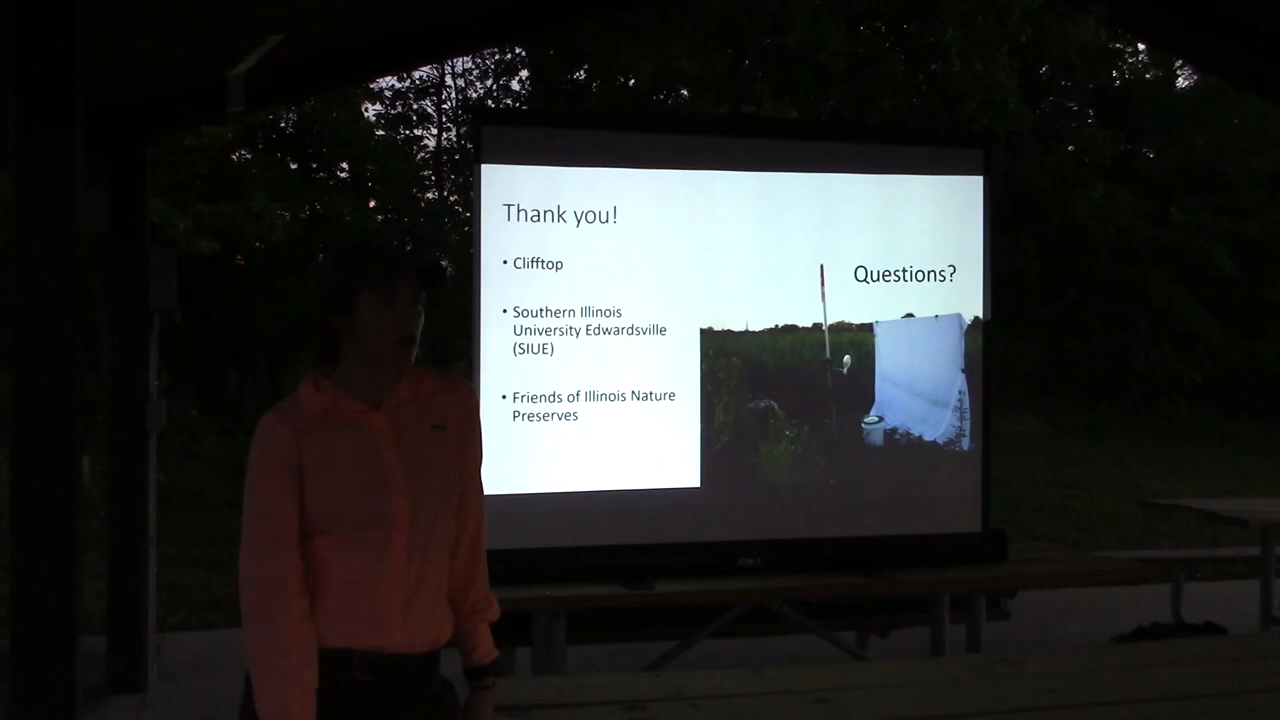 Thank you!
• Clifftop
• Southern Illinois
University Edwardsville
(SIUE)
• Friends of Illinois Nature
Preserves
Questions?